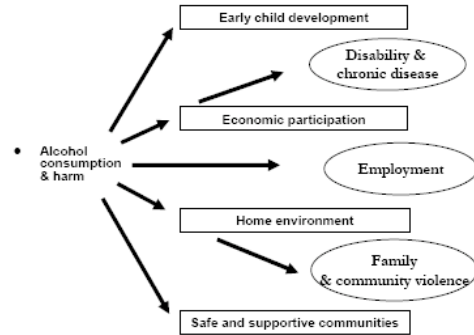 Early child development
Disability &
chronic disease
Economic participation
• Alcohol
consumption
& harm
Employment
Home environment
Family
& community violence
Safe and supportive communities